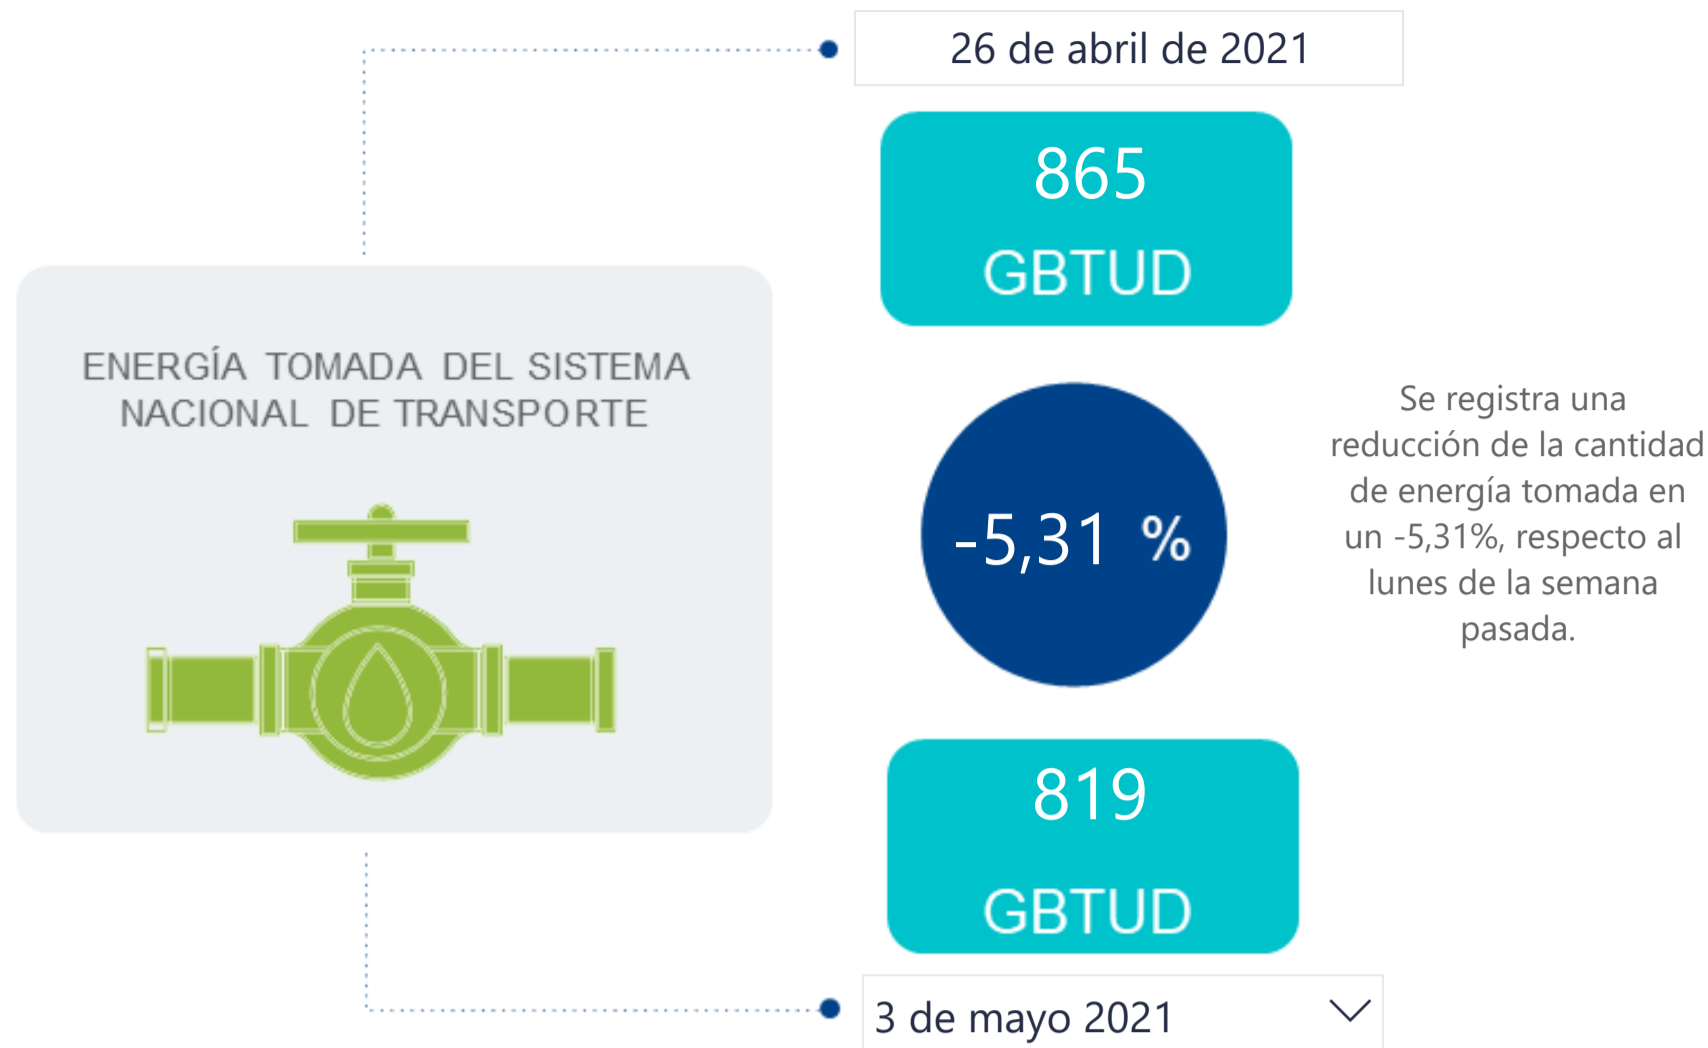 26 de abril de 2021
865
GBTUD
ENERGÍA TOMADA DEL SISTEMA
NACIONAL DE TRANSPORTE
-5,31 %
Se registra una
reducción de la cantidad
de energía tomada en
un -5,31%, respecto al
lunes de la semana
pasada.
819
GBTUD
3 de mayo 2021